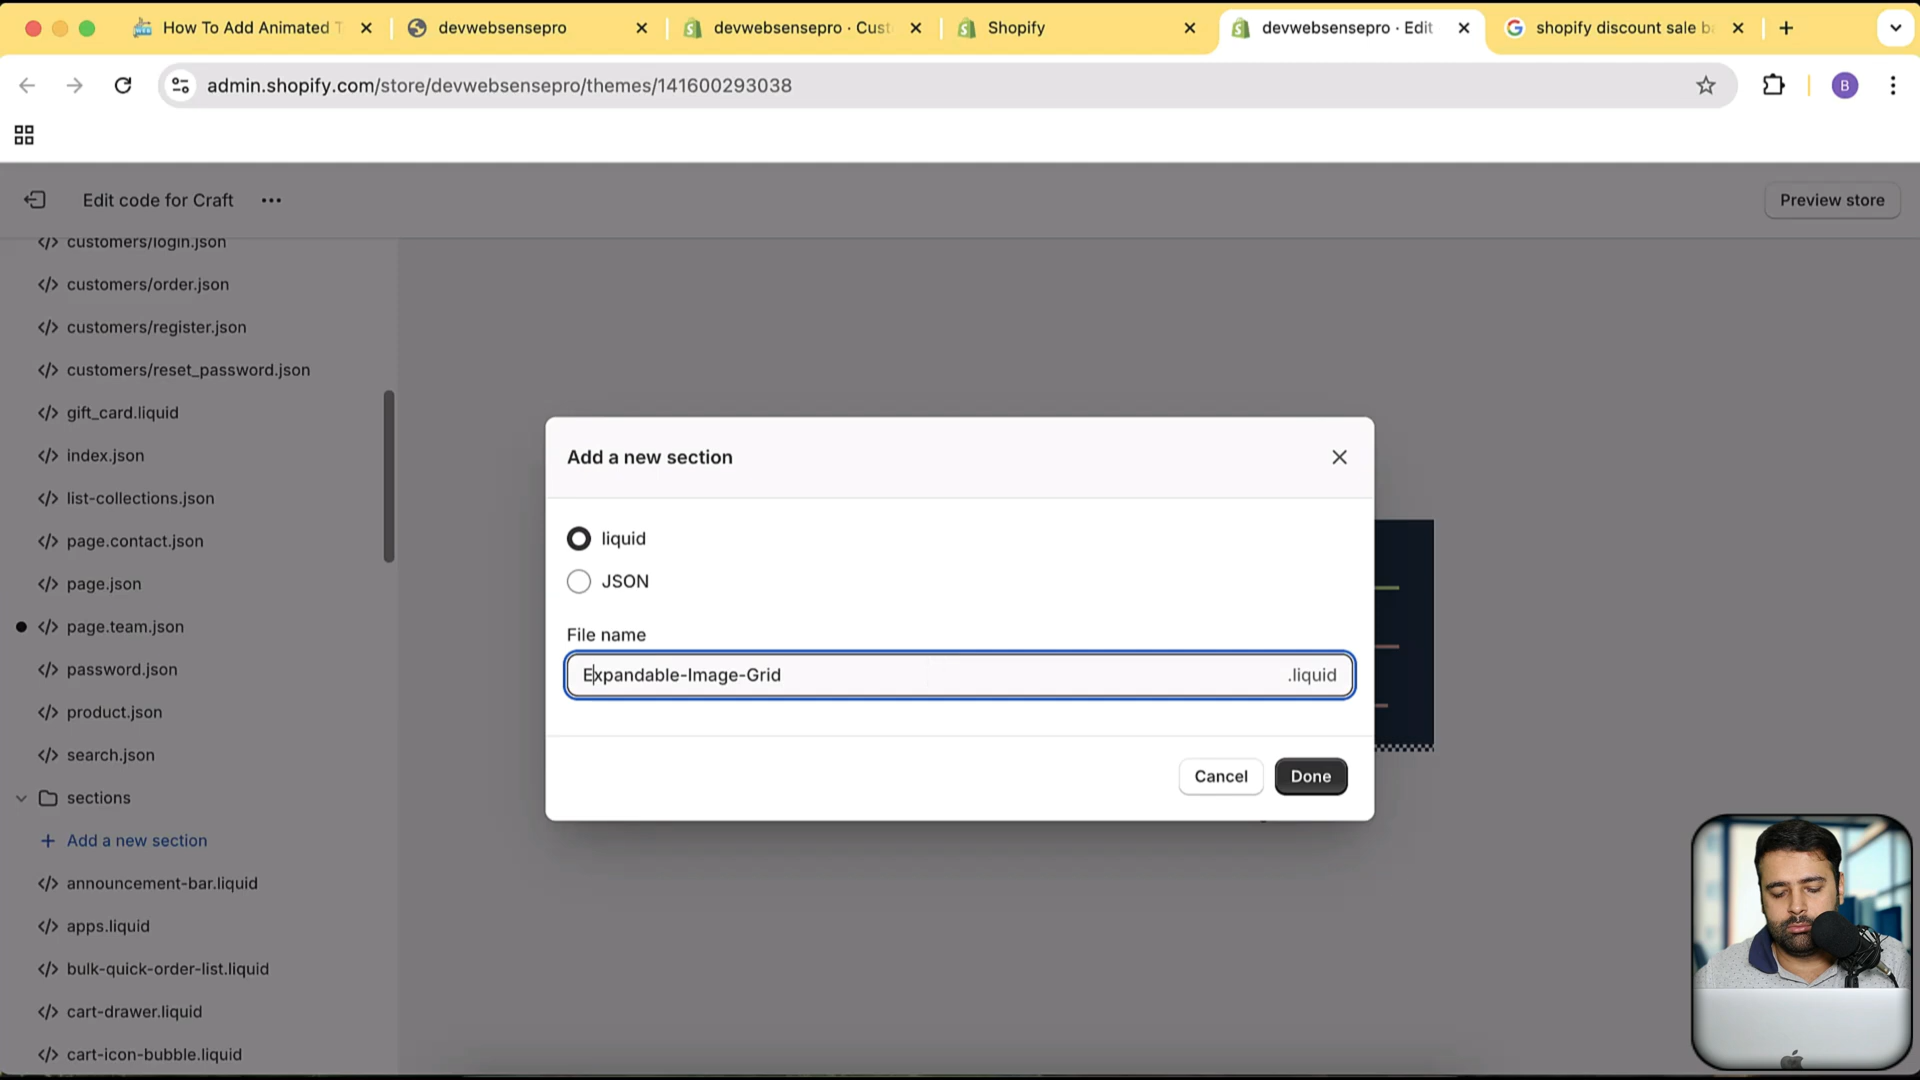 How To Add Animated T
devwebsensepro
devwebsensepro · Cust
Shopify
devwebsensepro · Edit
shopify discount sale b
admin.shopify.com/store/devwebsensepro/themes/141600293038
B
Edit code for Craft
Preview store
customers/login.json
customers/order.json
customers/register.json
customers/reset_password.json
gift_card.liquid
index.json
list-collections.json
page.contact.json
page.json
page.team.json
password.json
product.json
search.json
sections
Add a new section
announcement-bar.liquid
apps.liquid
bulk-quick-order-list.liquid
cart-drawer.liquid
cart-icon-bubble.liquid
Add a new section
liquid
JSON
File name
Expandable-Image-Grid
.liquid
Cancel
Done